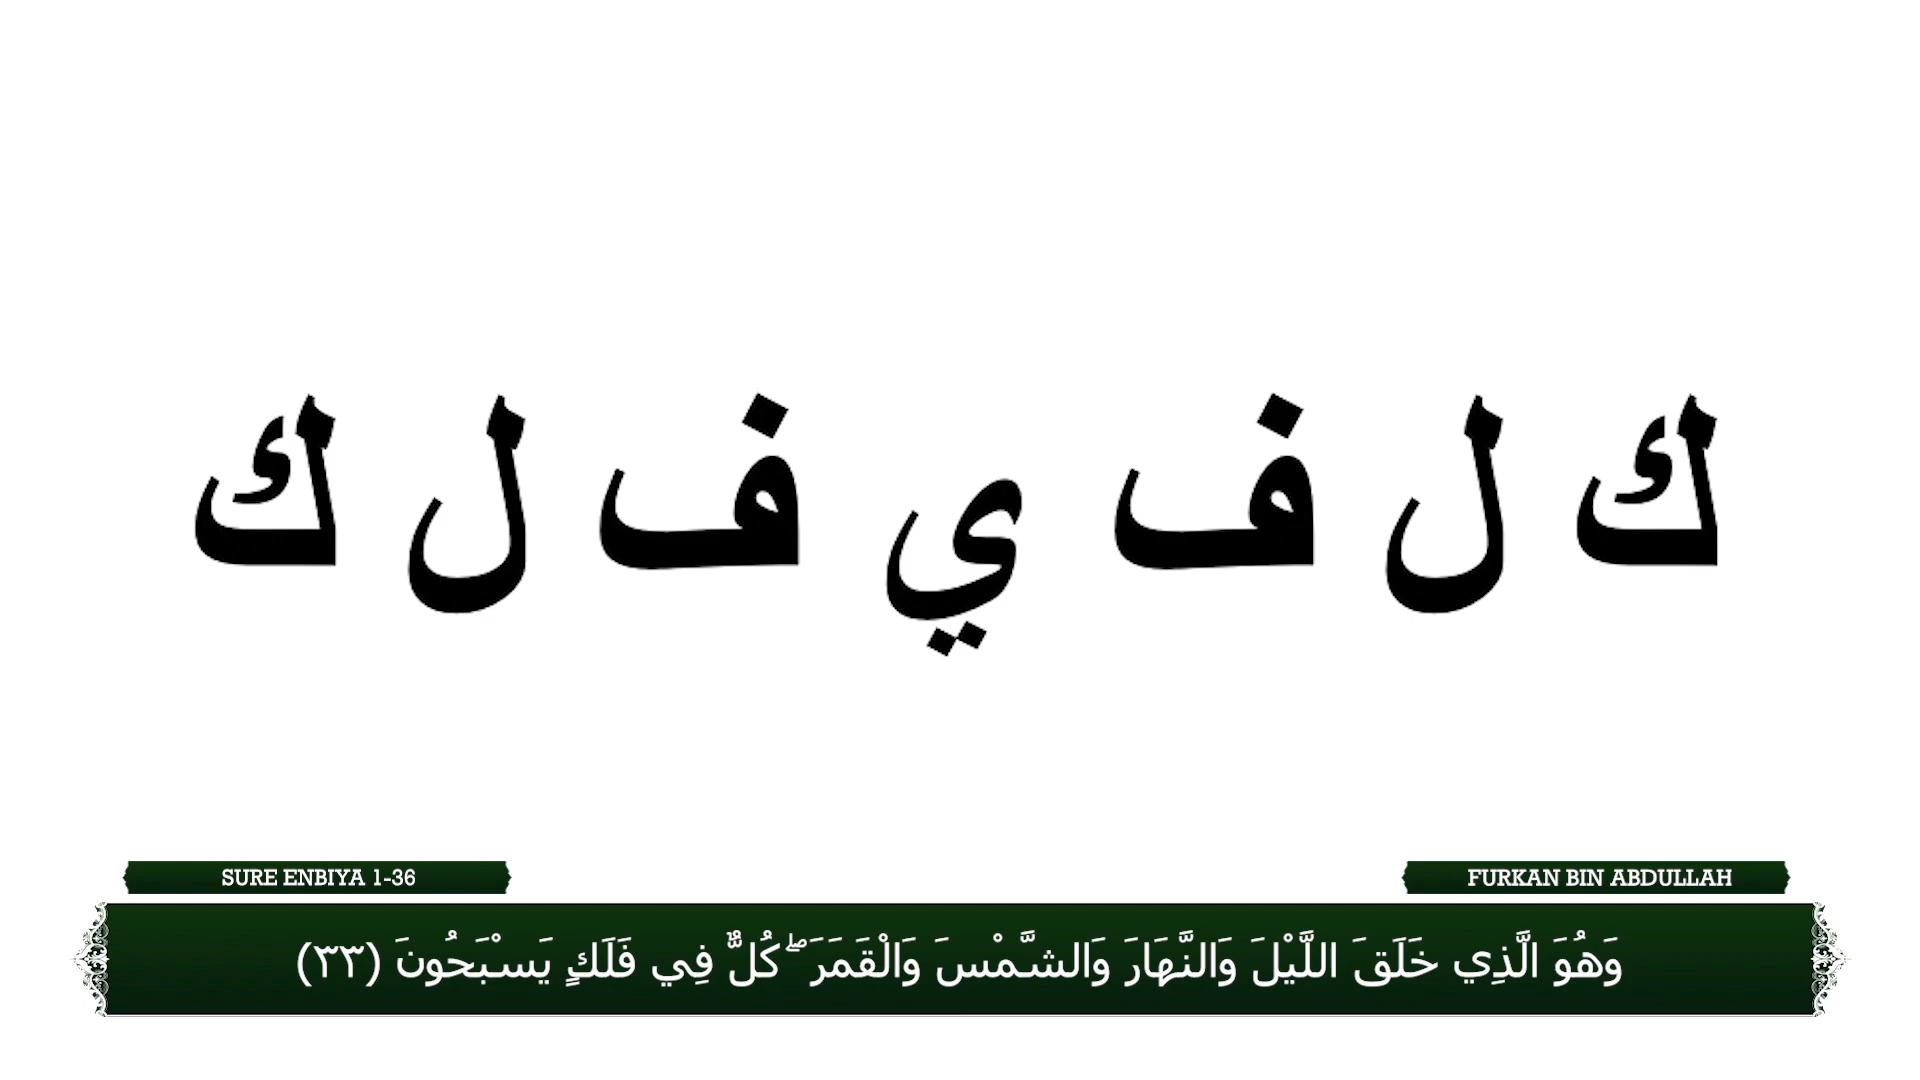 ك ل ف ي ف ل ك
SURE ENBIYA 1-36
FURKAN BIN ABDULLAH
وَهُوَ الَّذِي خَلَقَ اللَّيْلَ وَالنَّهَارَ وَالشَّمْسَ وَالْقَمَرَ ۖ كُلٌّ فِي فَلَكٍ يَسْبَحُونَ (٣٣)